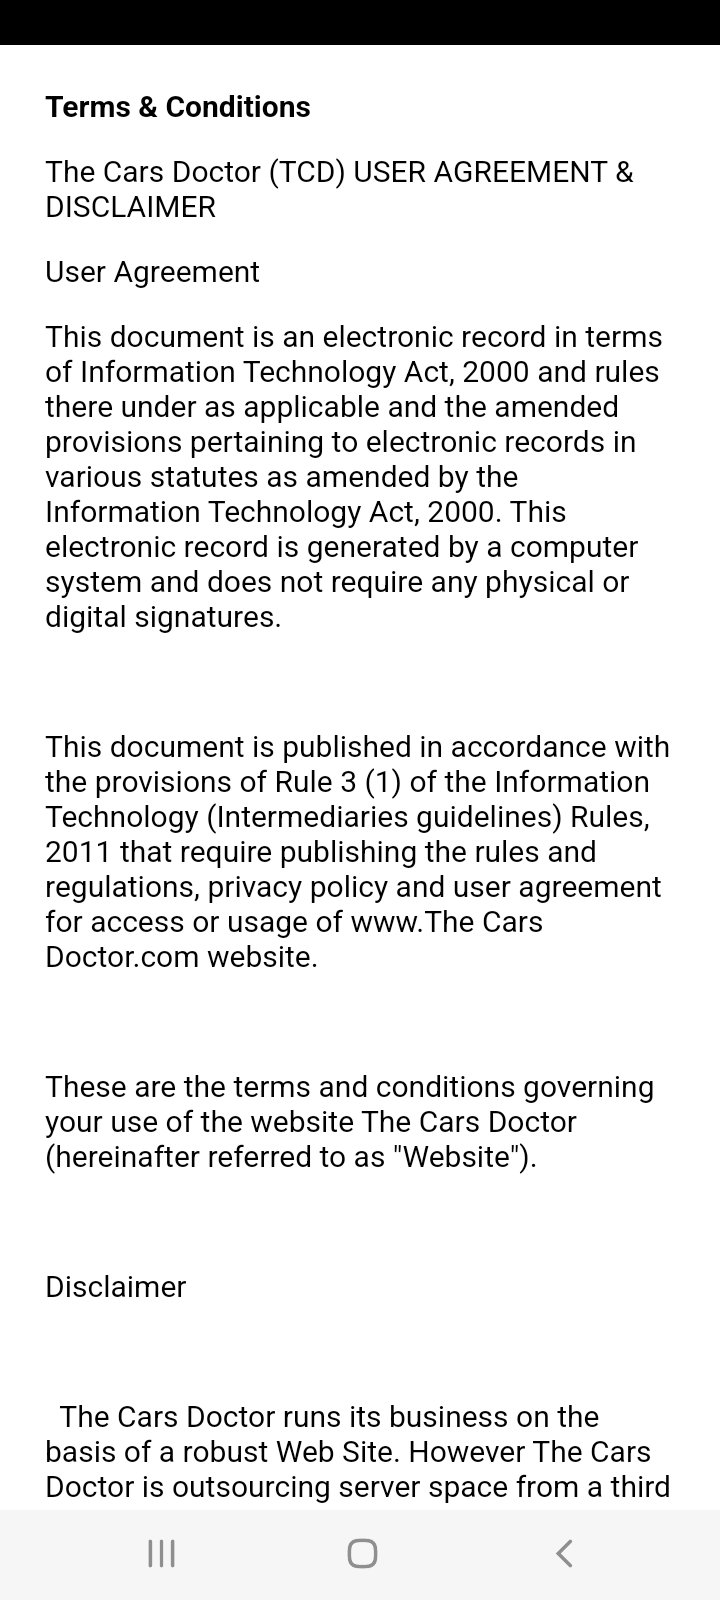 Terms & Conditions
The Cars Doctor (TCD) USER AGREEMENT &
DISCLAIMER
User Agreement
This document is an electronic record in terms
of Information Technology Act, 2000 and rules
there under as applicable and the amended
provisions pertaining to electronic records in
various statutes as amended by the
Information Technology Act, 2000. This
electronic record is generated by a computer
system and does not require any physical or
digital signatures.
This document is published in accordance with
the provisions of Rule 3 (1) of the Information
Technology (Intermediaries guidelines) Rules,
2011 that require publishing the rules and
regulations, privacy policy and user agreement
for access or usage of www.The Cars
Doctor.com website.
These are the terms and conditions governing
your use of the website The Cars Doctor
(hereinafter referred to as "Website").
Disclaimer
The Cars Doctor runs its business on the
basis of a robust Web Site. However The Cars
Doctor is outsourcing server space from a third